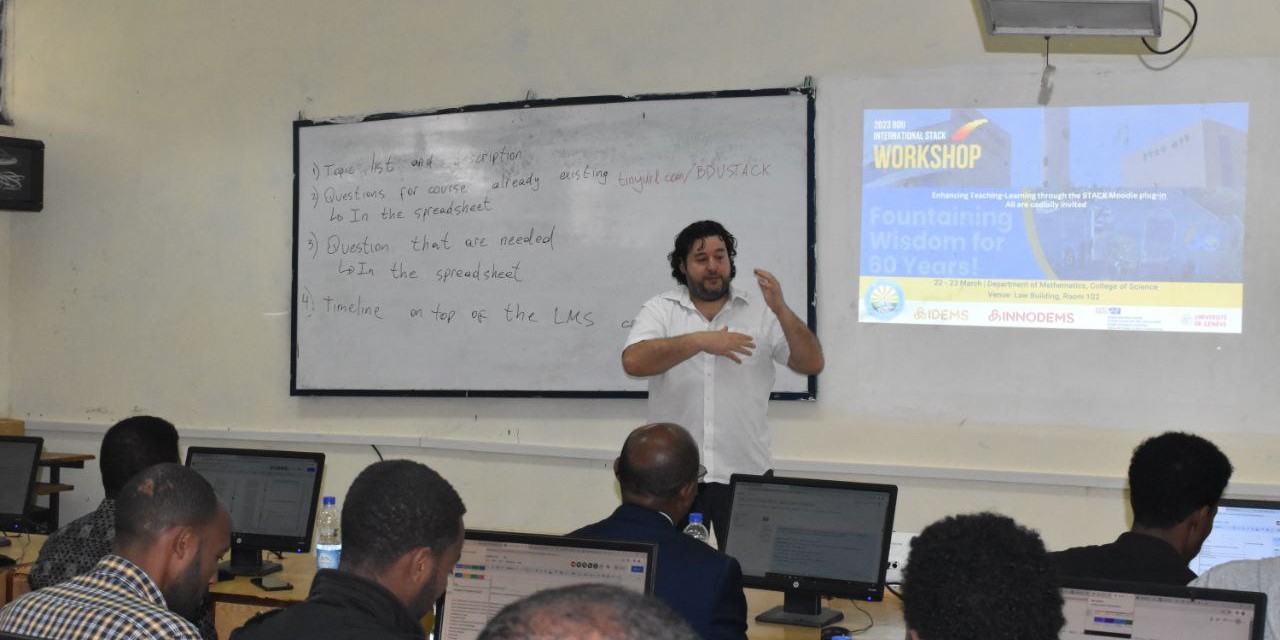 1) Topic list and description
2) Questions for course already existing tinyurl.com/BDUSTACK
↳ In the spreadsheet
3) Question that are needed
↳ In the spreadsheet
4) Timeline on top of the LMS
2023 BDU
INTERNATIONAL STACK
WORKSHOP
Enhancing Teaching-Learning through the STACK Moodle plug-in
All are cordially invited
Fountaining
Wisdom for
60 Years!
22 - 23 March | Department of Mathematics, College of Science
Venue: Law Building, Room 102
IDEMS
INNODEMS
UNIVERSITÉ
DE GENÈVE
hp